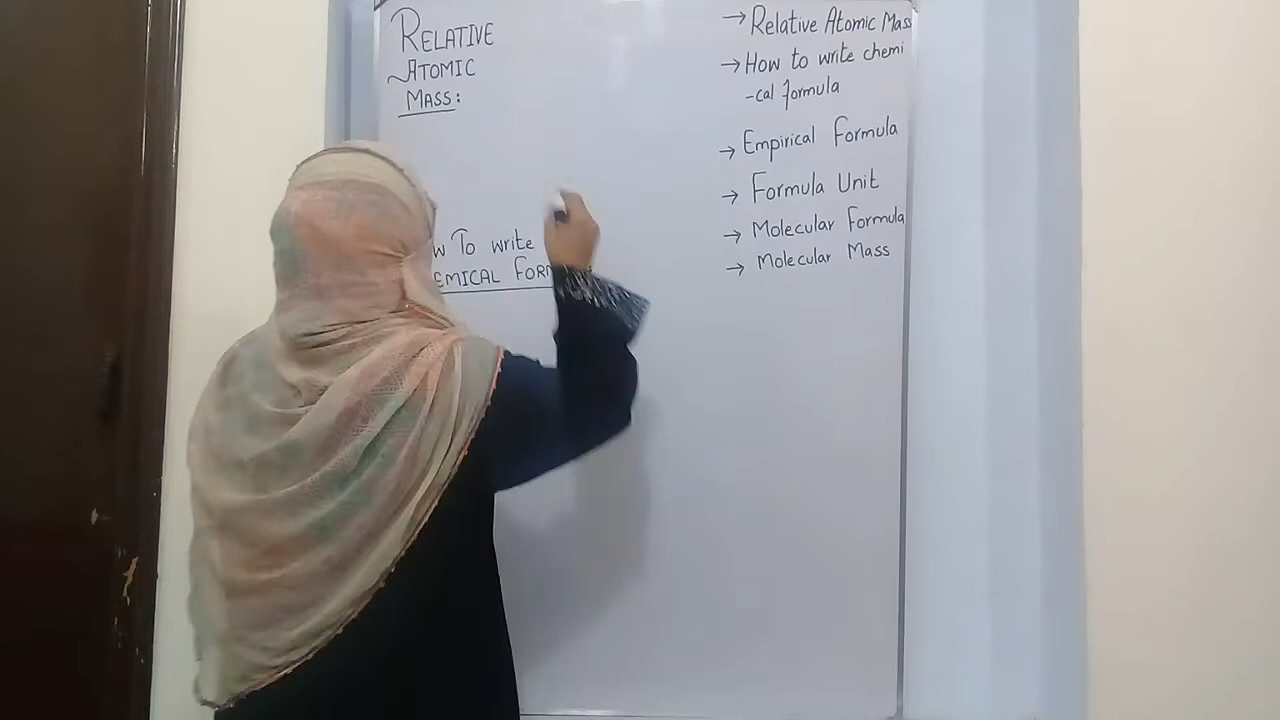 RELATIVE
ATOMIC
MASS:
w To write
EMICAL FORM
→ Relative Atomic Mass
→ How to write chemi
-cal formula
→ Empirical Formula
→ Formula Unit
→ Molecular Formula
→ Molecular Mass